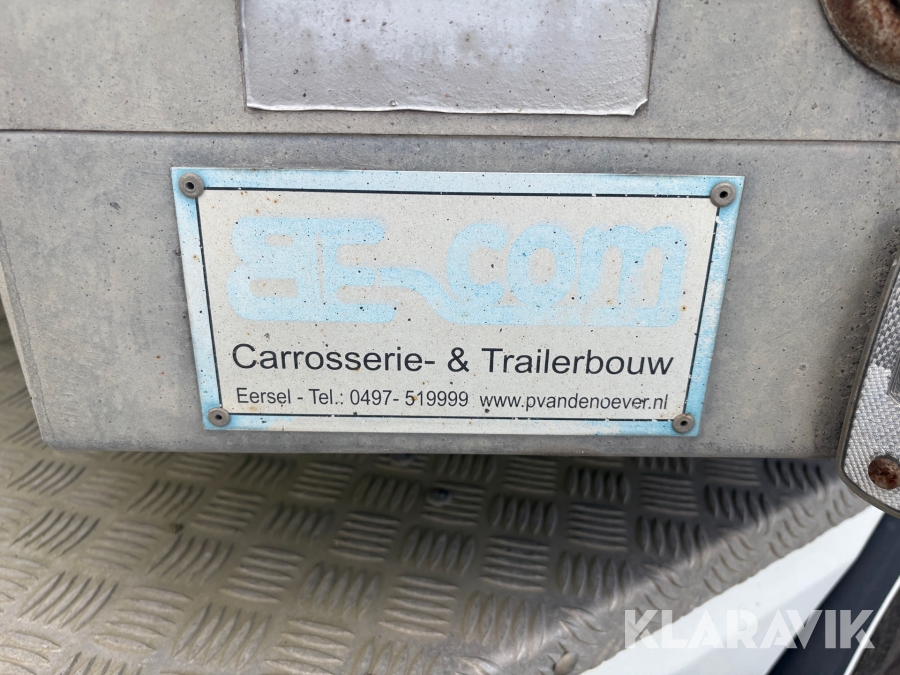 BE-com
Carrosserie- & Trailerbouw
Eersel - Tel.: 0497- 519999 www.pvandenoever.nl
KLARAVIK